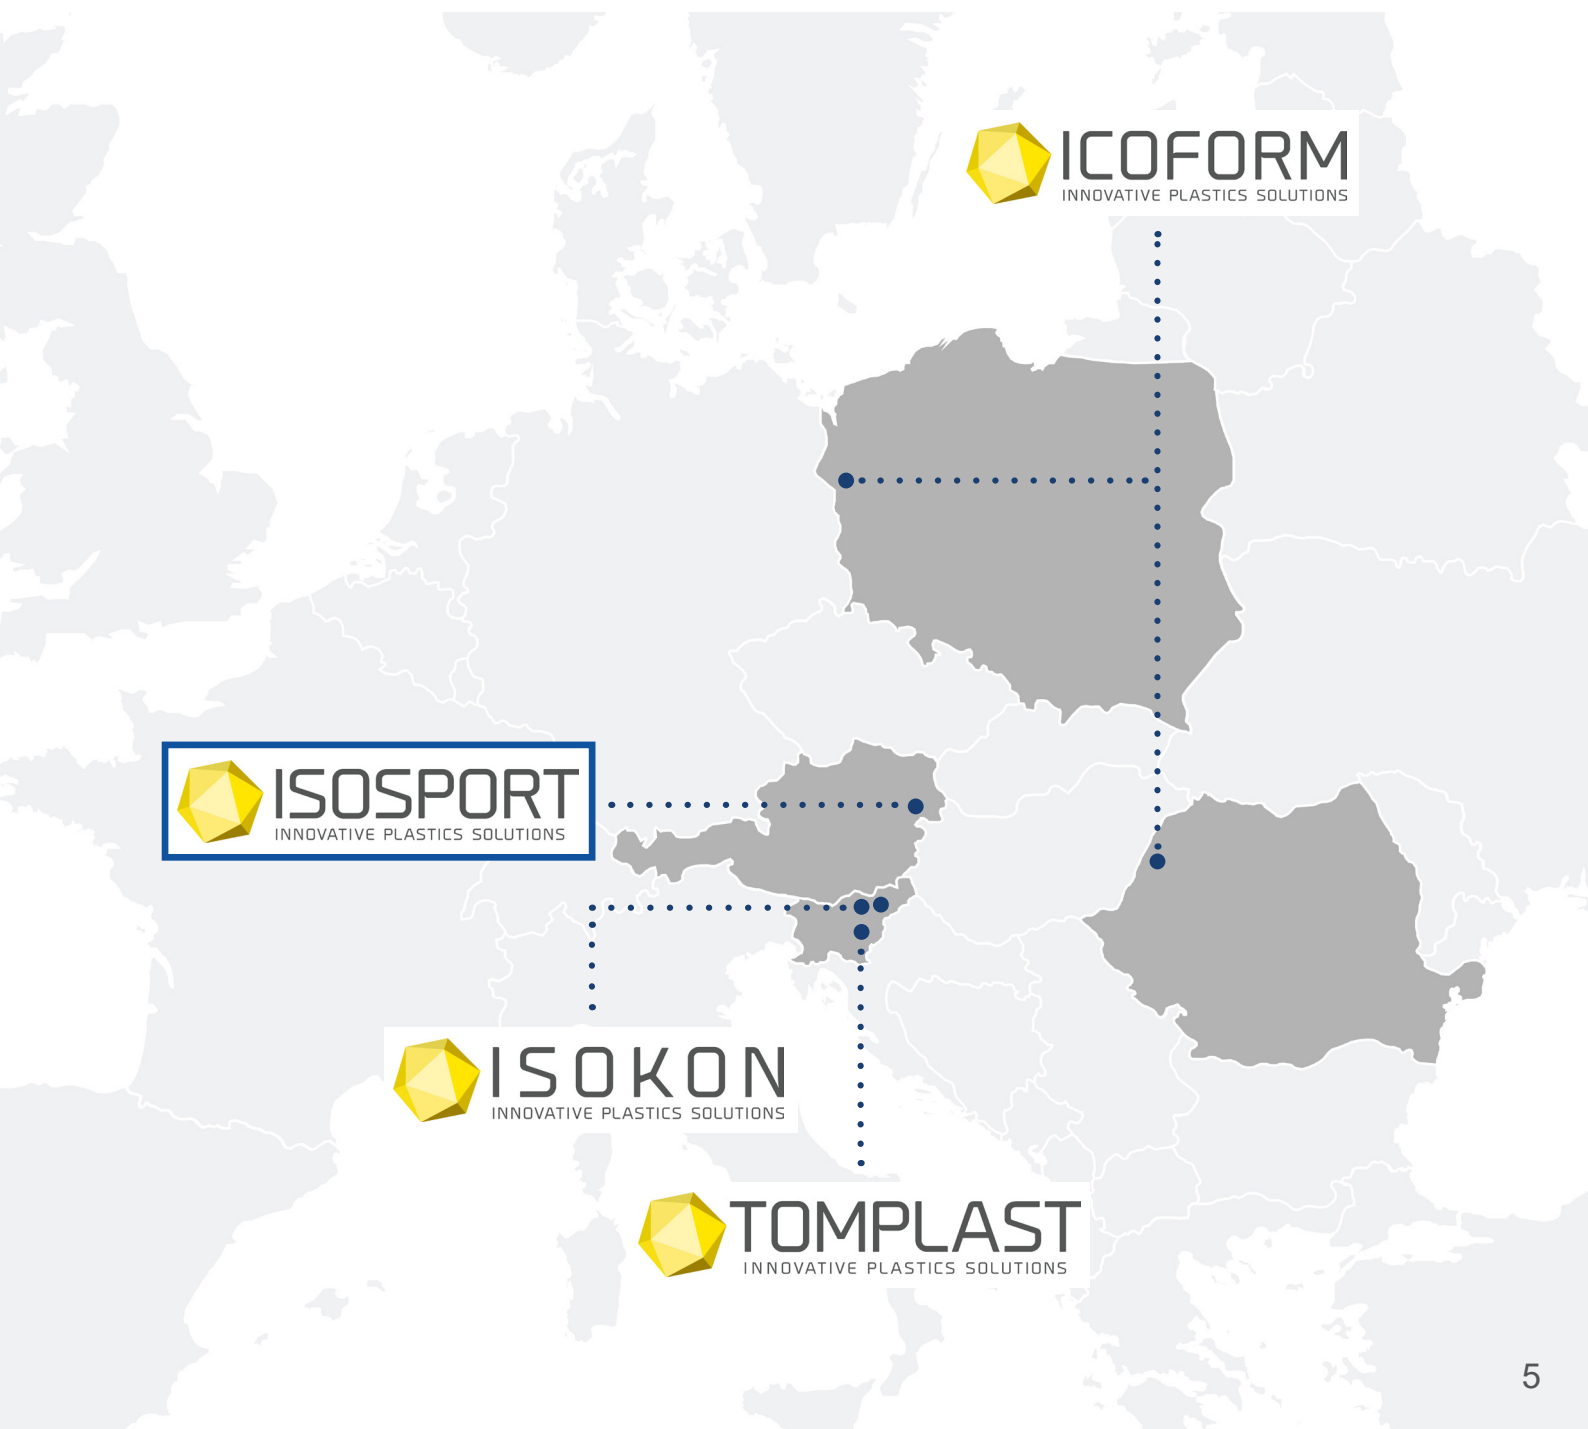 ICOFORM
INNOVATIVE PLASTICS SOLUTIONS
ISOSPORT
INNOVATIVE PLASTICS SOLUTIONS
ISOKON
INNOVATIVE PLASTICS SOLUTIONS
TOMPLAST
INNOVATIVE PLASTICS SOLUTIONS
5